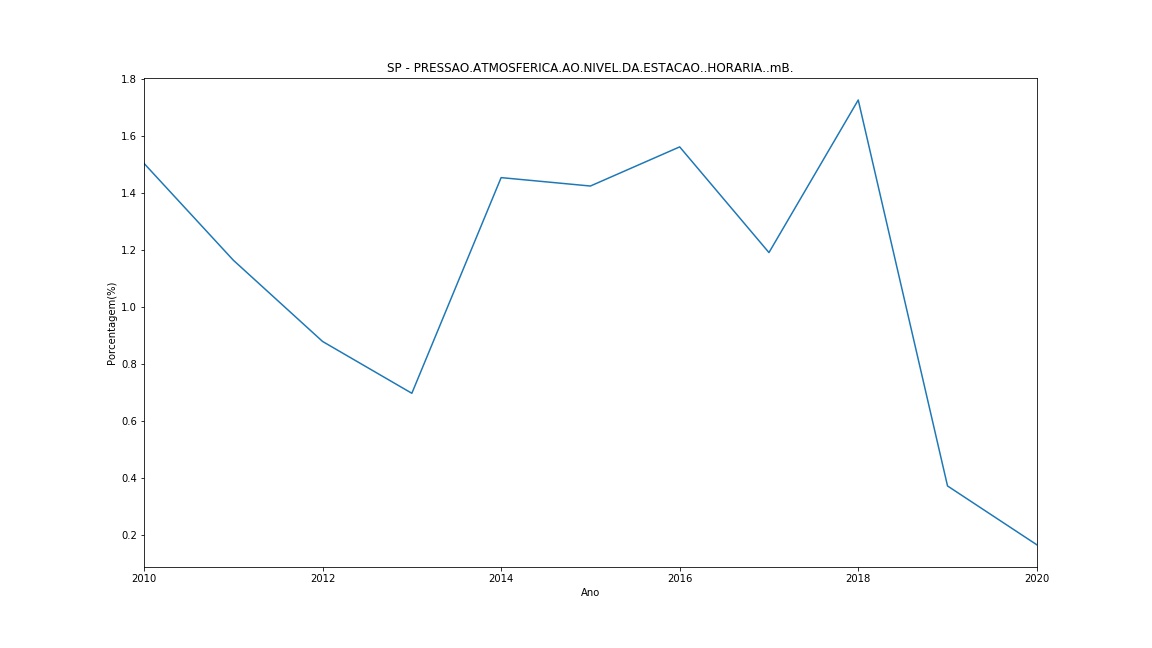 SP - PRESSAO.ATMOSFERICA.AO.NIVEL.DA.ESTACAO..HORARIA..mB.
1.8
1.6
1.4
1.2
1.0
0.8
0.6
0.4
0.2
Porcentagem(%)
2010 2012 2014 2016 2018 2020
Ano